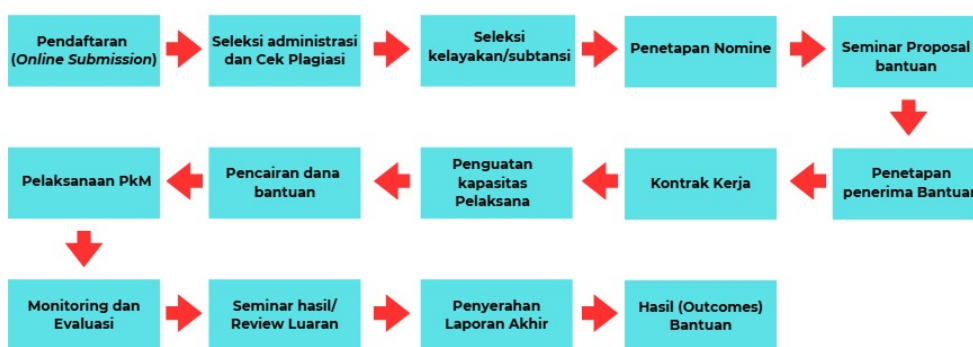 Pendaftaran
(Online Submission)
Seleksi administrasi
dan Cek Plagiasi
Seleksi
kelayakan/subtansi
Penetapan Nomine
Seminar Proposal
bantuan
Penetapan
penerima Bantuan
Kontrak Kerja
Penguatan
kapasitas
Pelaksana
Pencairan dana
bantuan
Pelaksanaan PkM
Monitoring dan
Evaluasi
Seminar hasil/
Review Luaran
Penyerahan
Laporan Akhir
Hasil (Outcomes)
Bantuan